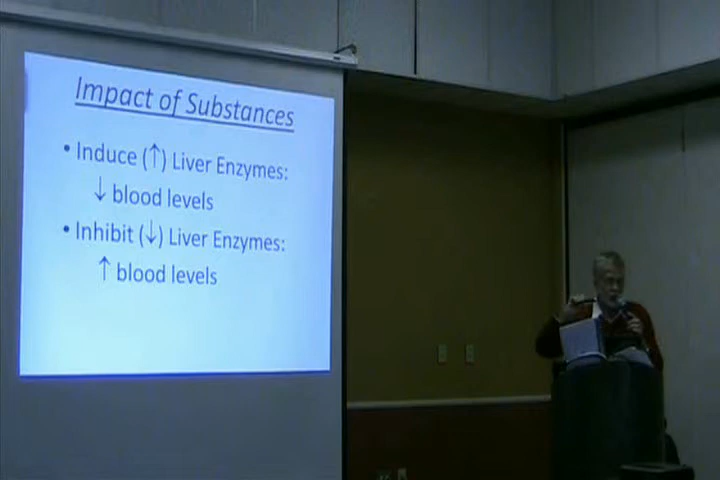 Impact of Substances
• Induce (↑) Liver Enzymes:
↓ blood levels
• Inhibit (↓) Liver Enzymes:
↑ blood levels